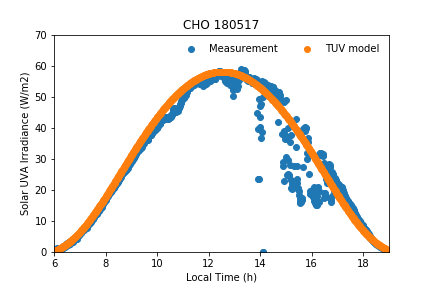 CHO 180517
Measurement TUV model
Solar UVA Irradiance (W/m2)
70
60
50
40
30
20
10
0
6 8 10 12 14 16 18
Local Time (h)